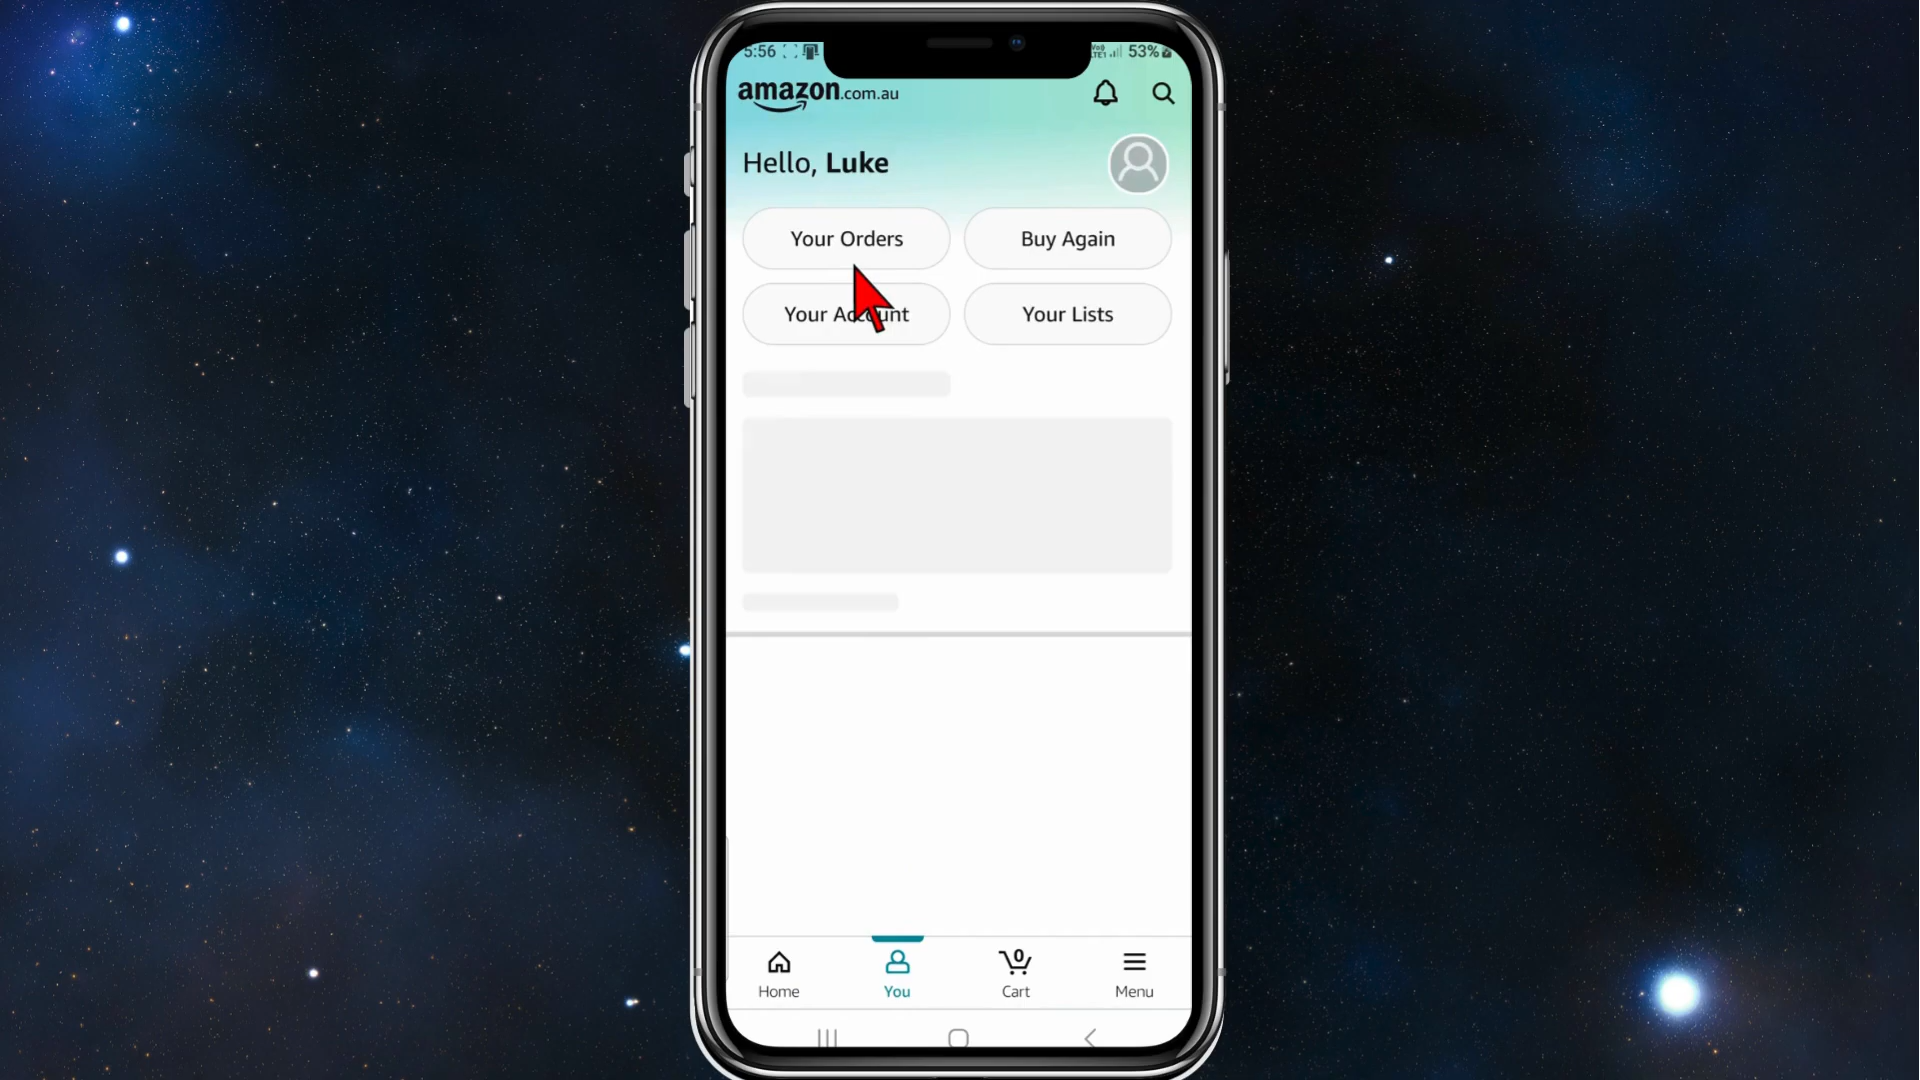 5:56
53%
amazon.com.au
Hello, Luke
Your Orders
Buy Again
Your Account
Your Lists
0
Home
You
Cart
Menu